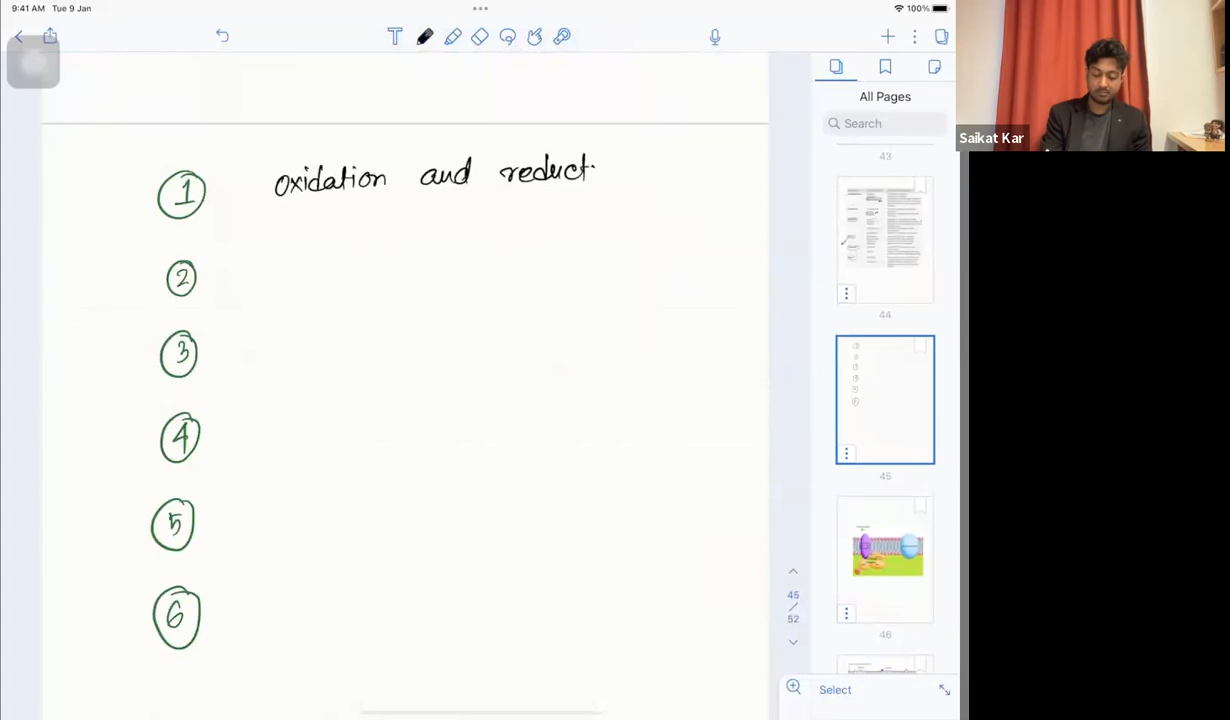 9:41 AM Tue 9 Jan
100%
All Pages
Search
Saikat Kar
43
1 oxidation and reduct
2
3
4
5
6
44
45
45
52
46
Select